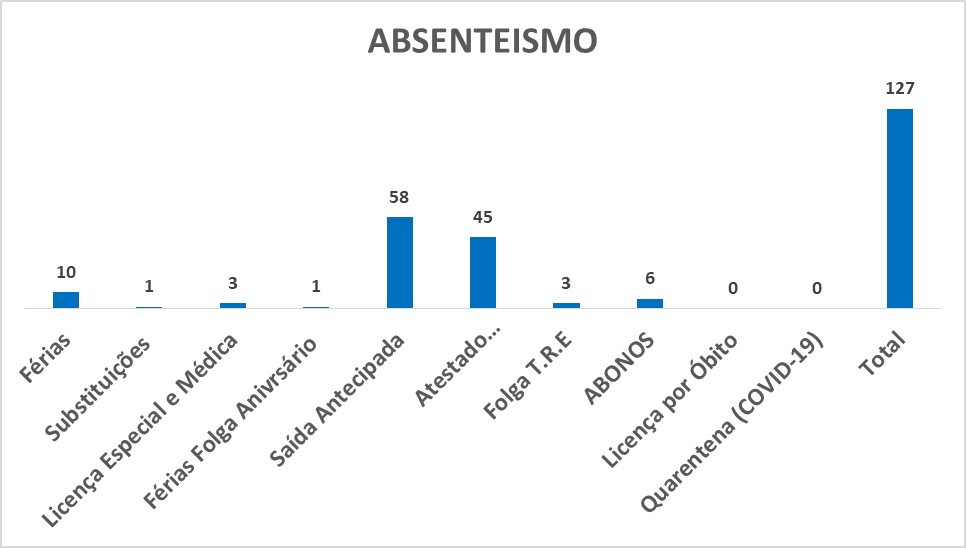 ABSENTEISMO
127
58
45
10
1
3
1
3
6
0
0
Férias
Substituições
Licença Especial e Médica
Férias Folga Anivrsário
Saída Antecipada
Atestado...
Folga T.R.E
ABONOS
Licença por Óbito
Quarentena (COVID-19)
Total